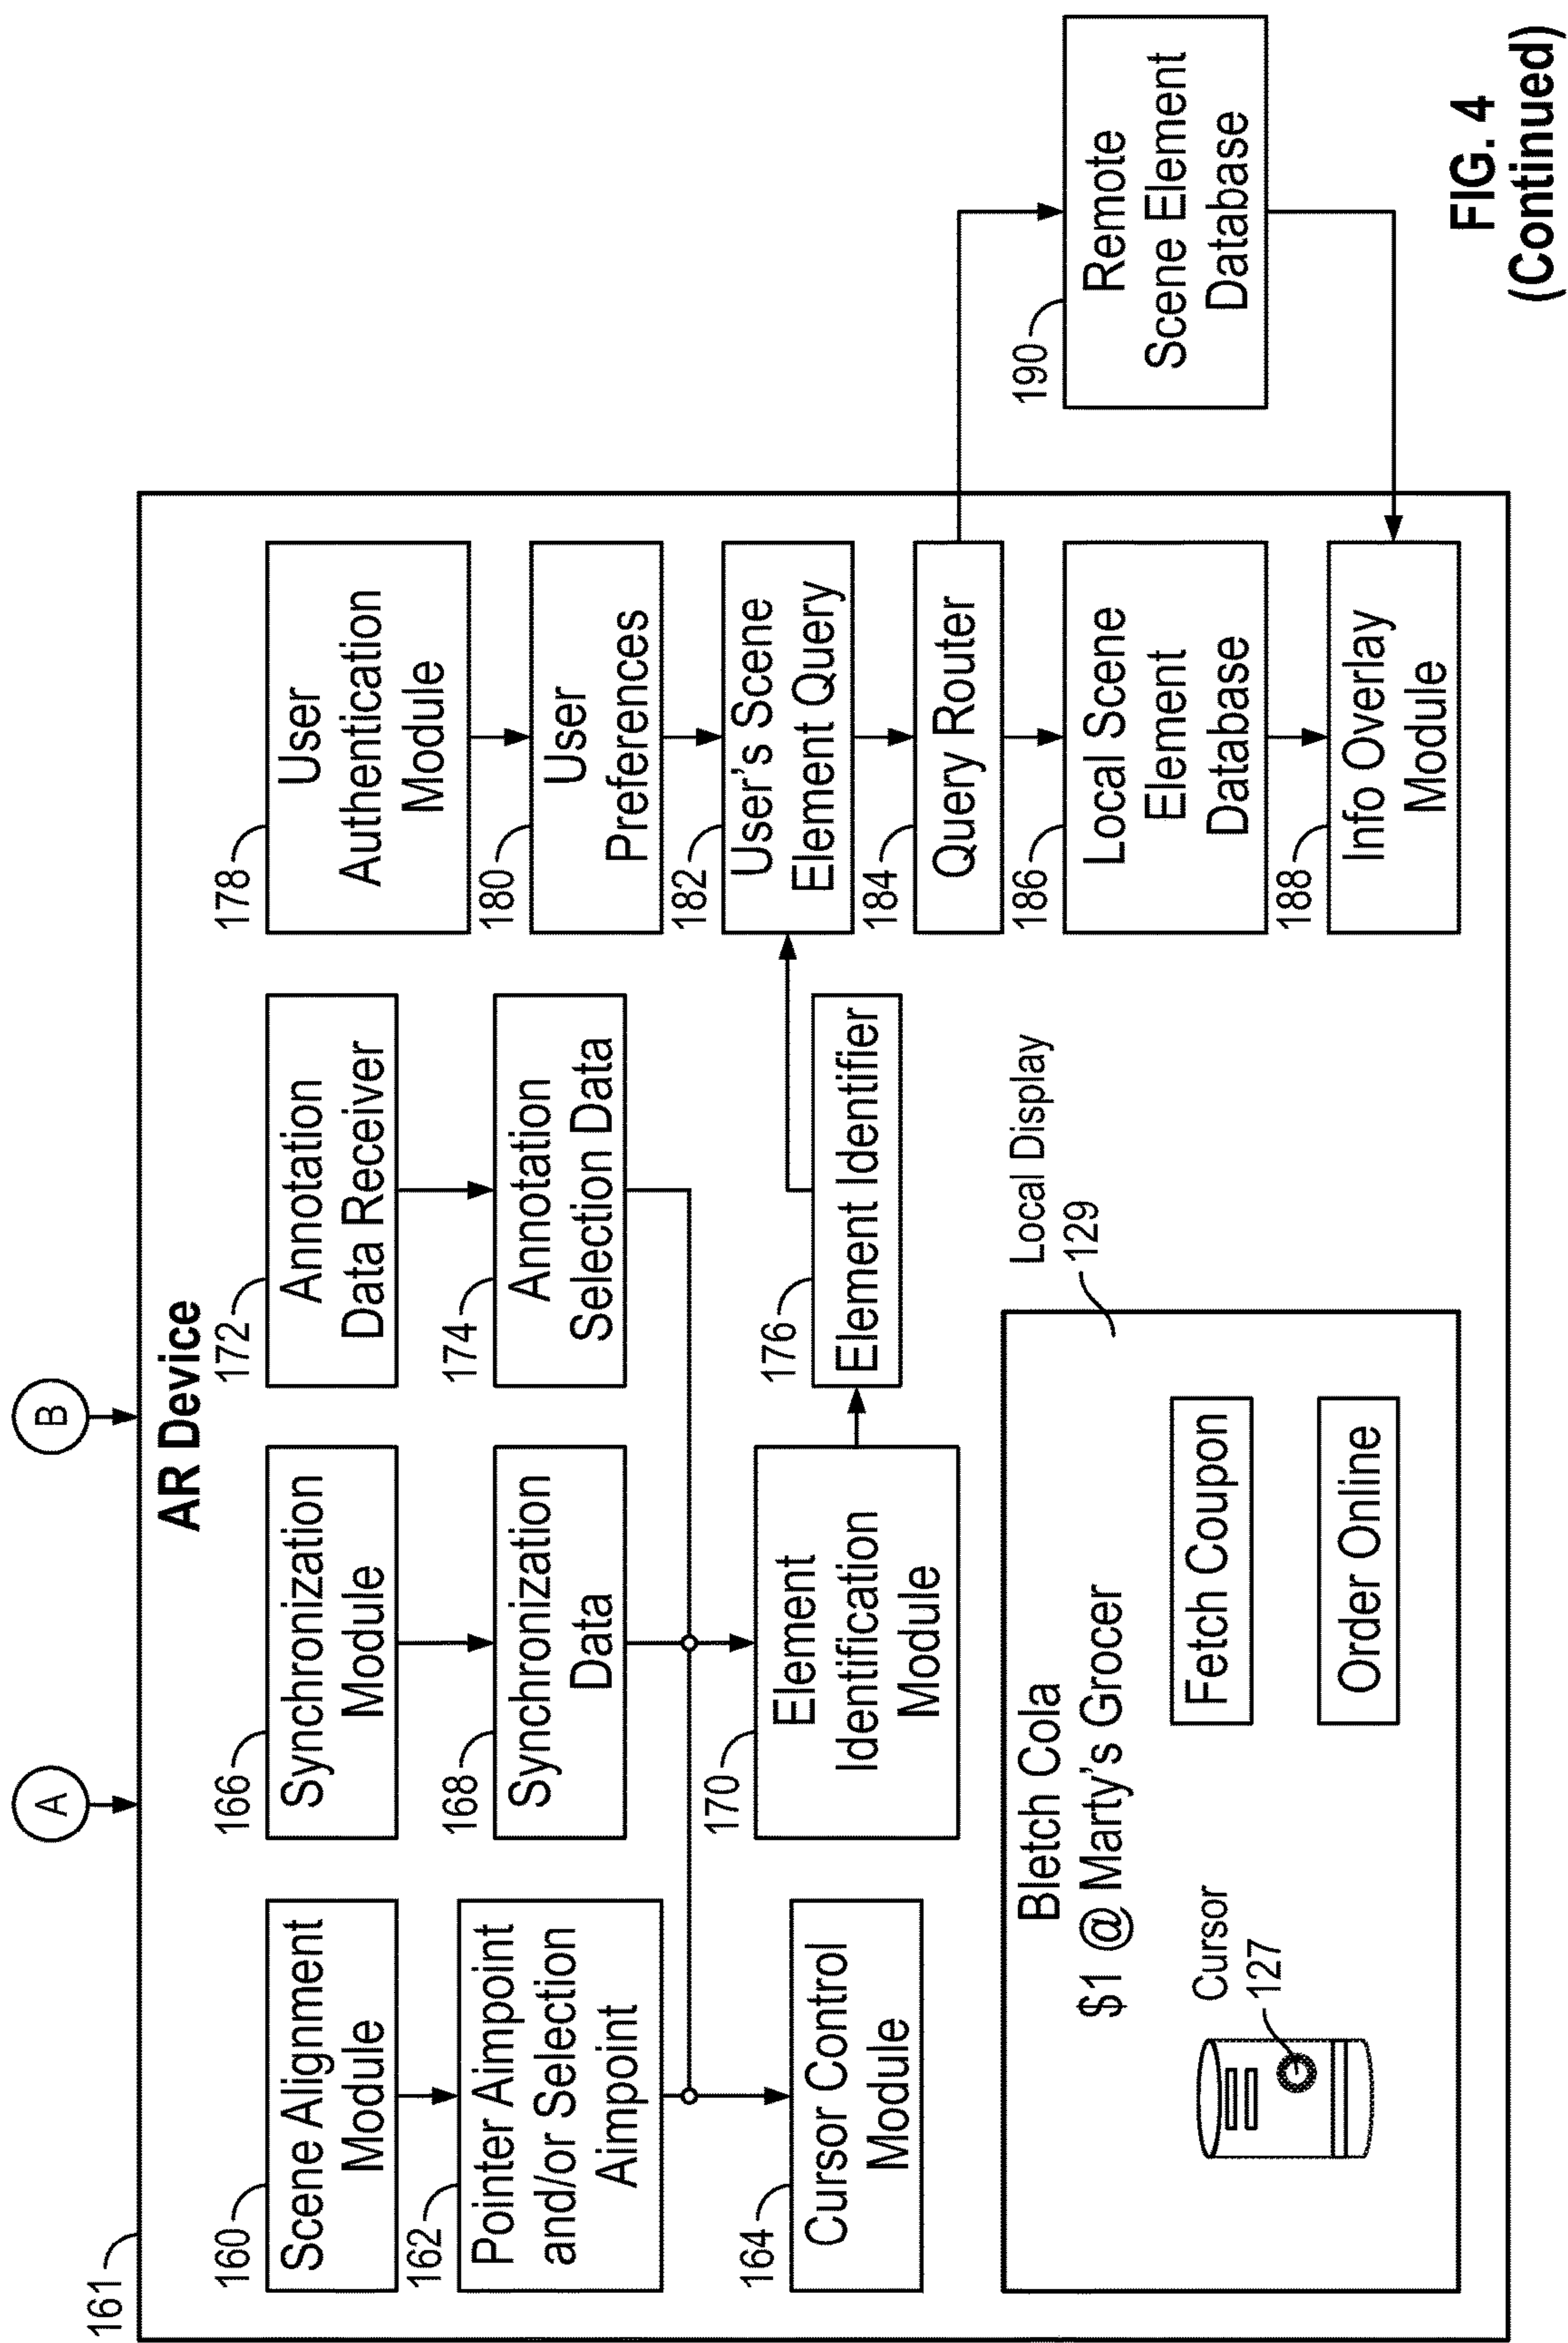 A
B
161
AR Device
160
Scene Alignment
Module
162
Pointer Aimpoint
and/or Selection
Aimpoint
164
Cursor Control
Module
166
Synchronization
Module
168
Synchronization
Data
170
Element
Identification
Module
172
Annotation
Data Receiver
174
Annotation
Selection Data
176
Element Identifier
178
User
Authentication
Module
180
User
Preferences
182
User's Scene
Element Query
184
Query Router
186
Local Scene
Element
Database
188
Info Overlay
Module
190
Remote
Scene Element
Database
Local Display
129
Bletch Cola
$1 @ Marty's Grocer
Cursor
127
Fetch Coupon
Order Online
FIG. 4
(Continued)